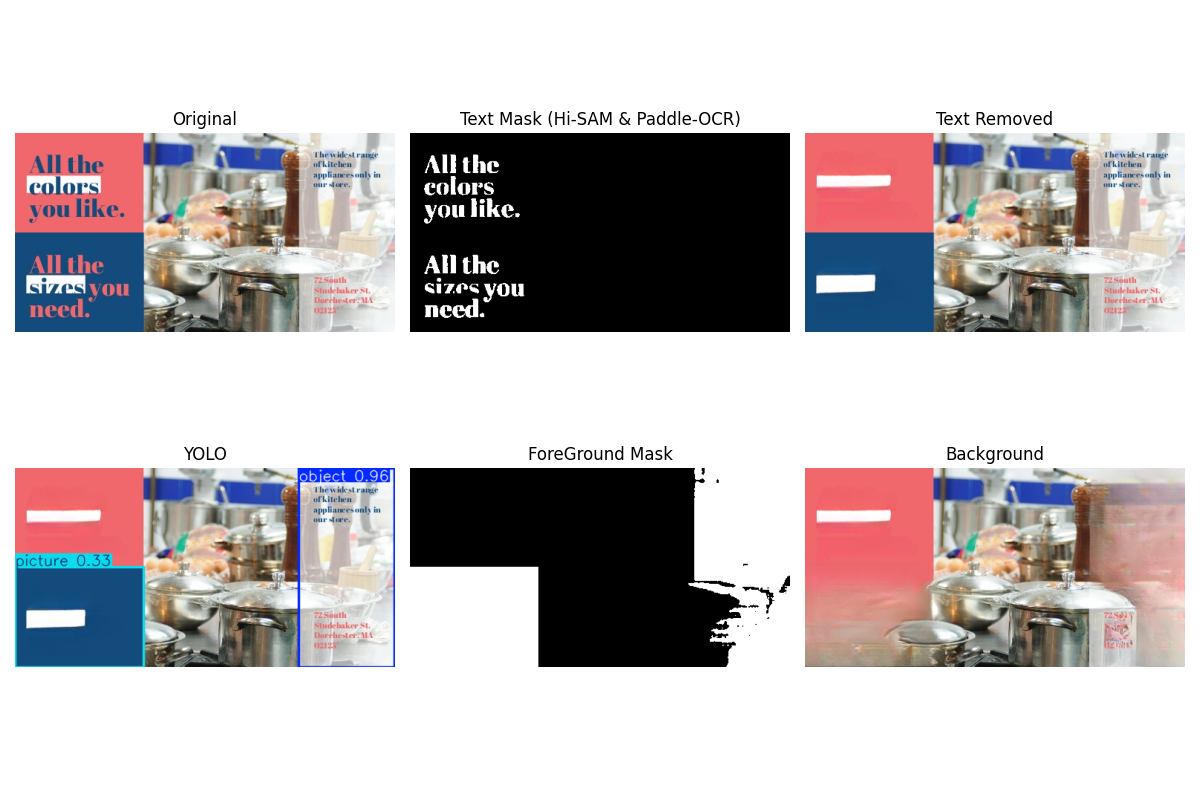 Original
All the
colors
you like.
All the
sizes you
need.
The widest range
of kitchen
appliances only in
our store.
72 South
Studebaker St.
Dorchester, MA
02125
Text Mask (Hi-SAM & Paddle-OCR)
All the
colors
you like.
All the
sizes you
need.
Text Removed
The widest range
of kitchen
appliances only in
our store.
72 South
Studebaker St.
Dorchester, MA
02125
YOLO
object 0.96
The widest range
of kitchen
appliances only in
our store.
picture 0.33
72 South
Studebaker St.
Dorchester, MA
02125
ForeGround Mask
Background